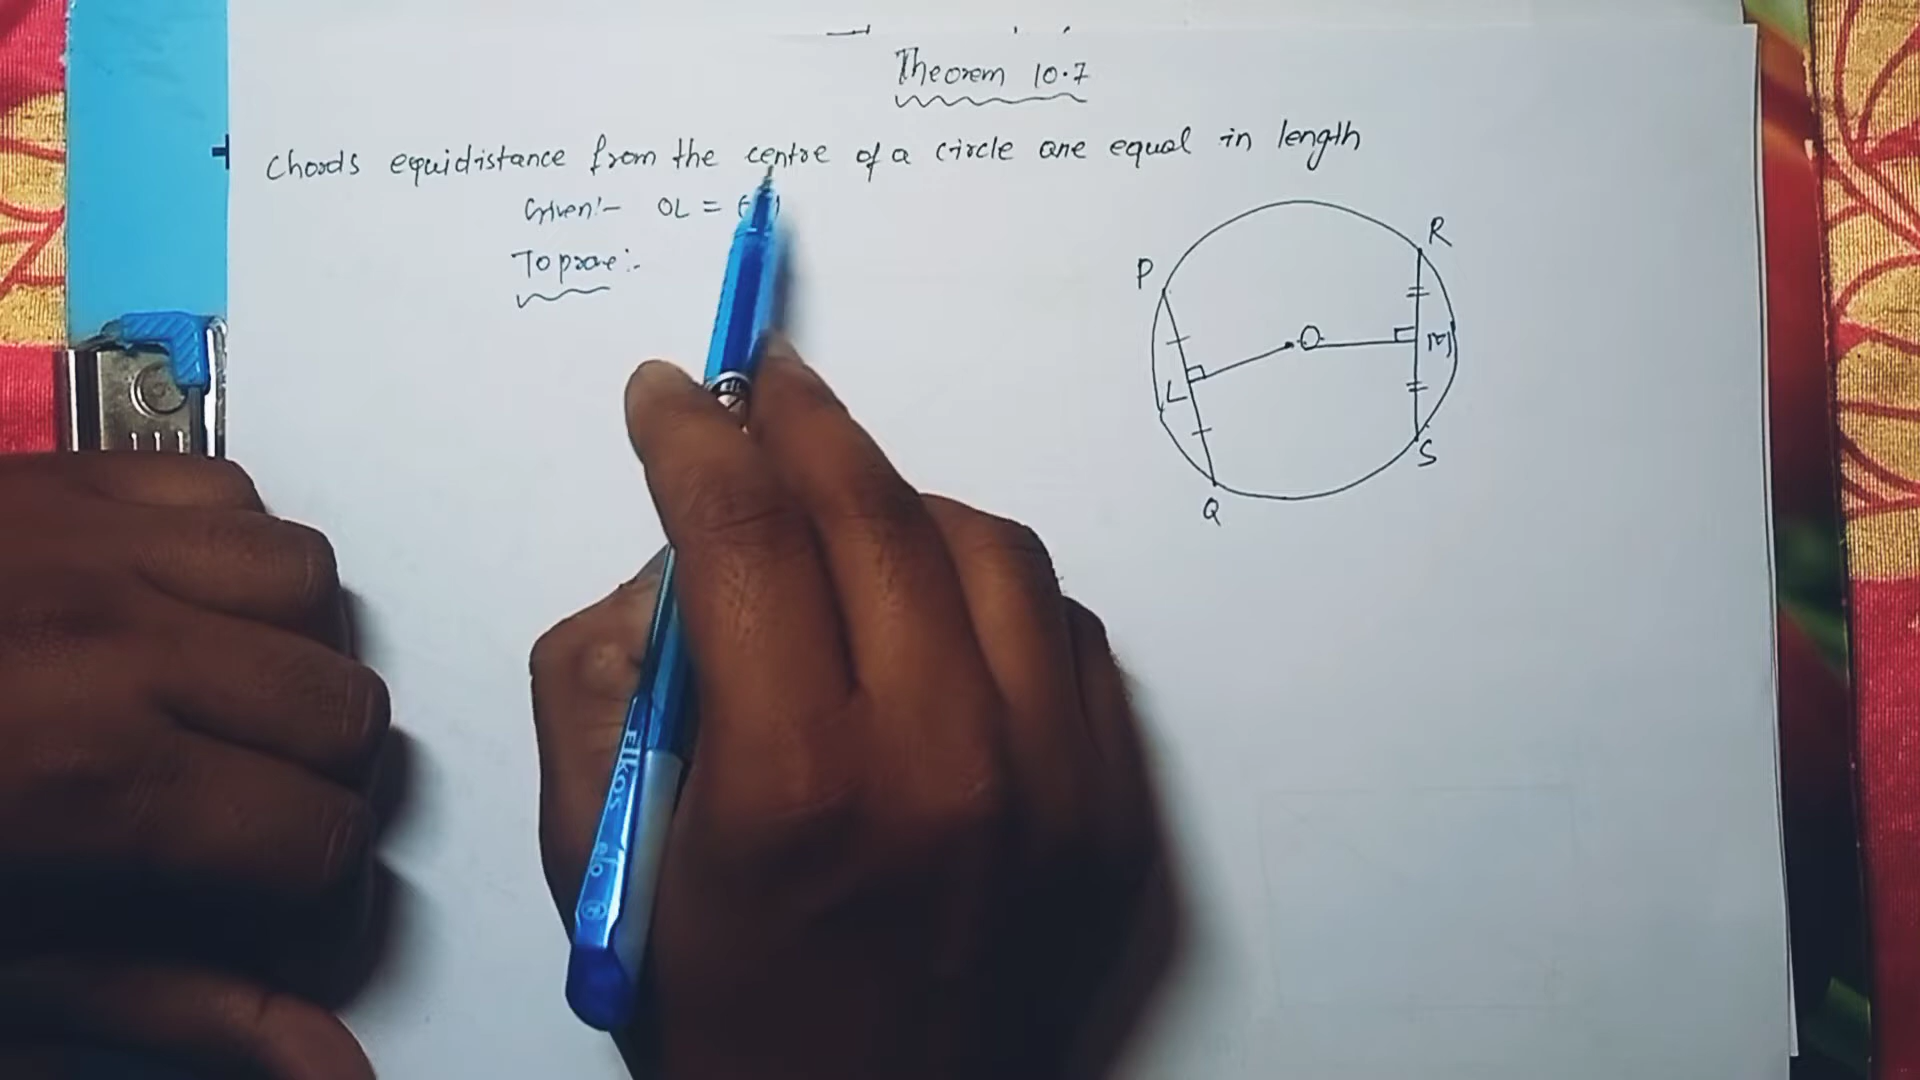 Theorem 10.7
Chords equidistance from the centre of a circle are equal in length
Given:- OL =
To prove:-
P
R
O
M
L
S
Q
Elkos